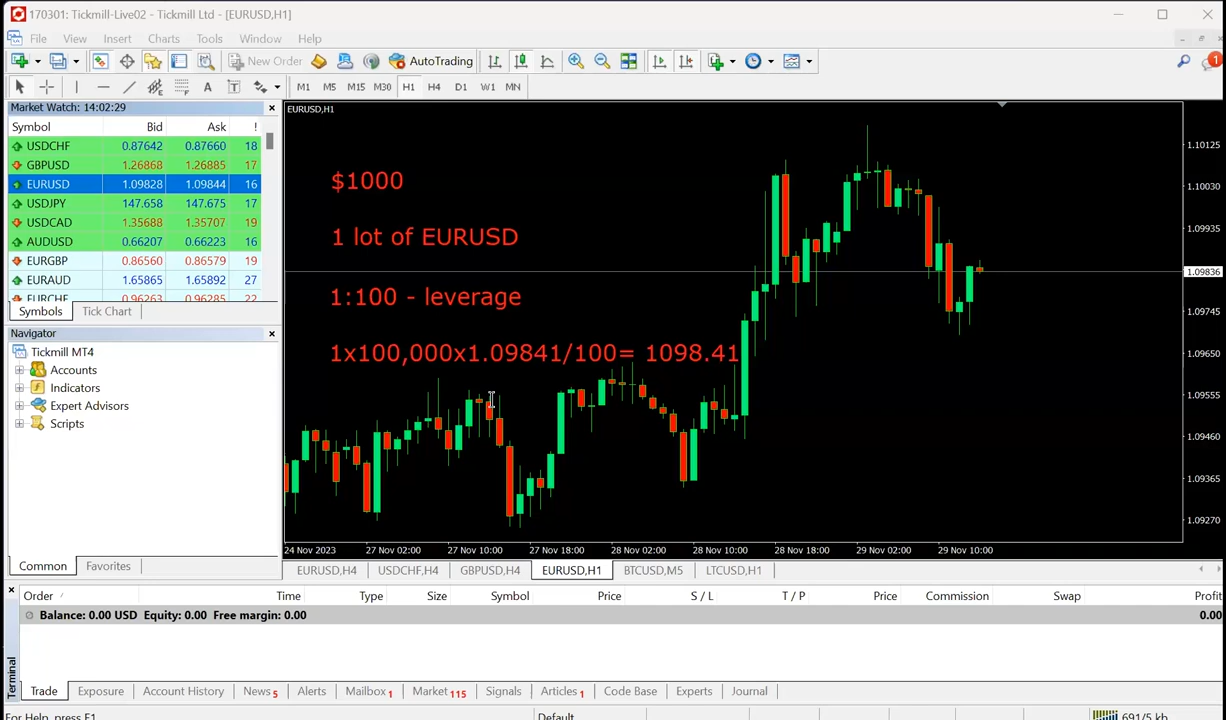 170301: Tickmill-Live02 - Tickmill Ltd - [EURUSD,H1]
File View Insert Charts Tools Window Help
New Order AutoTrading 1
M1 M5 M15 M30 H1 H4 D1 W1 MN
Market Watch: 14:02:29
Symbol Bid Ask !
USDCHF 0.87642 0.87660 18
GBPUSD 1.26868 1.26885 17
EURUSD 1.09828 1.09844 16
USDJPY 147.658 147.675 17
USDCAD 1.35688 1.35707 19
AUDUSD 0.66207 0.66223 16
EURGBP 0.86560 0.86579 19
EURAUD 1.65865 1.65892 27
EURCHF 0.96263 0.96285 22
Symbols Tick Chart
Navigator
Tickmill MT4
Accounts
Indicators
Expert Advisors
Scripts
Common Favorites
EURUSD,H1
$1000
1 lot of EURUSD
1:100 - leverage
1x100,000x1.09841/100= 1098.41
1.10125
1.10030
1.09935
1.09836
1.09745
1.09650
1.09555
1.09460
1.09365
1.09270
24 Nov 2023 27 Nov 02:00 27 Nov 10:00 27 Nov 18:00 28 Nov 02:00 28 Nov 10:00 28 Nov 18:00 29 Nov 02:00 29 Nov 10:00
EURUSD,H4 USDCHF,H4 GBPUSD,H4 EURUSD,H1 BTCUSD,M5 LTCUSD,H1
Order Time Type Size Symbol Price S / L T / P Price Commission Swap Profit
Balance: 0.00 USD Equity: 0.00 Free margin: 0.00 0.00
Terminal
Trade Exposure Account History News 5 Alerts Mailbox 1 Market 115 Signals Articles 1 Code Base Experts Journal
For Help, press F1 Default 691/5 kb